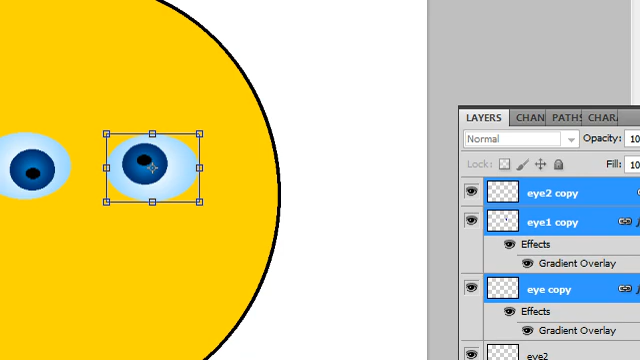 LAYERS CHAN PATHS CHAR
Normal Opacity: 10
Lock: Fill: 10
eye2 copy
eye1 copy
Effects
Gradient Overlay
eye copy
Effects
Gradient Overlay
eye2